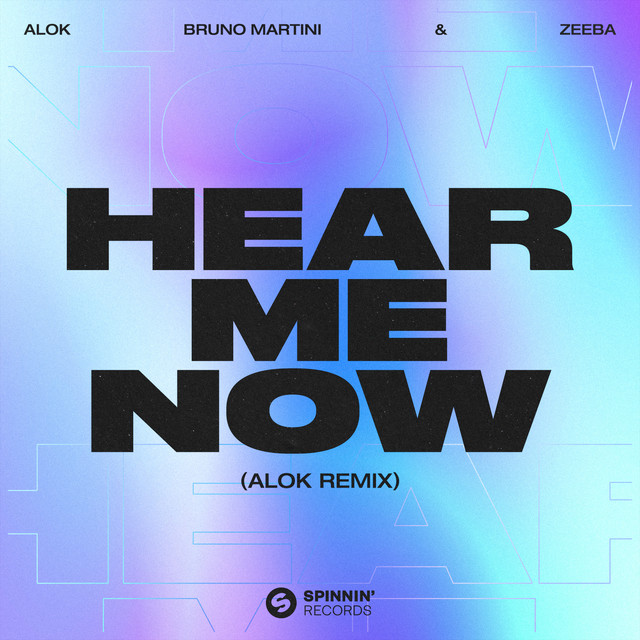 ALOK BRUNO MARTINI & ZEEBA
HEAR
ME
NOW
(ALOK REMIX)
SPINNIN'
RECORDS